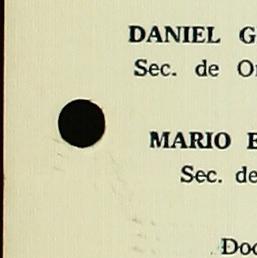 DANIEL G
Sec. de O
MARIO E
Sec. de
Doc